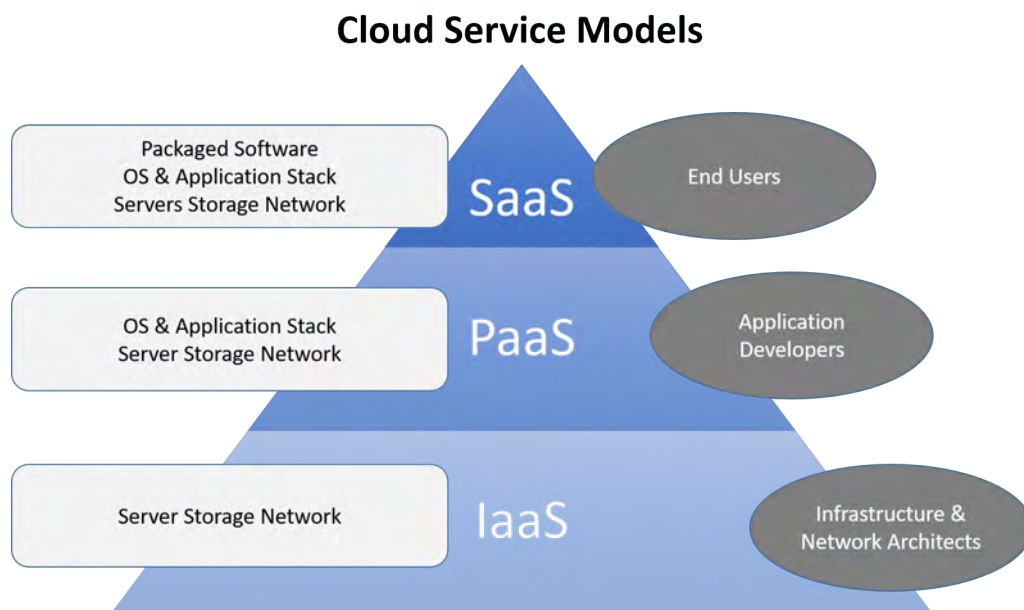 Cloud Service Models
Packaged Software
OS & Application Stack
Servers Storage Network
SaaS
End Users
OS & Application Stack
Server Storage Network
PaaS
Application
Developers
Server Storage Network
IaaS
Infrastructure &
Network Architects